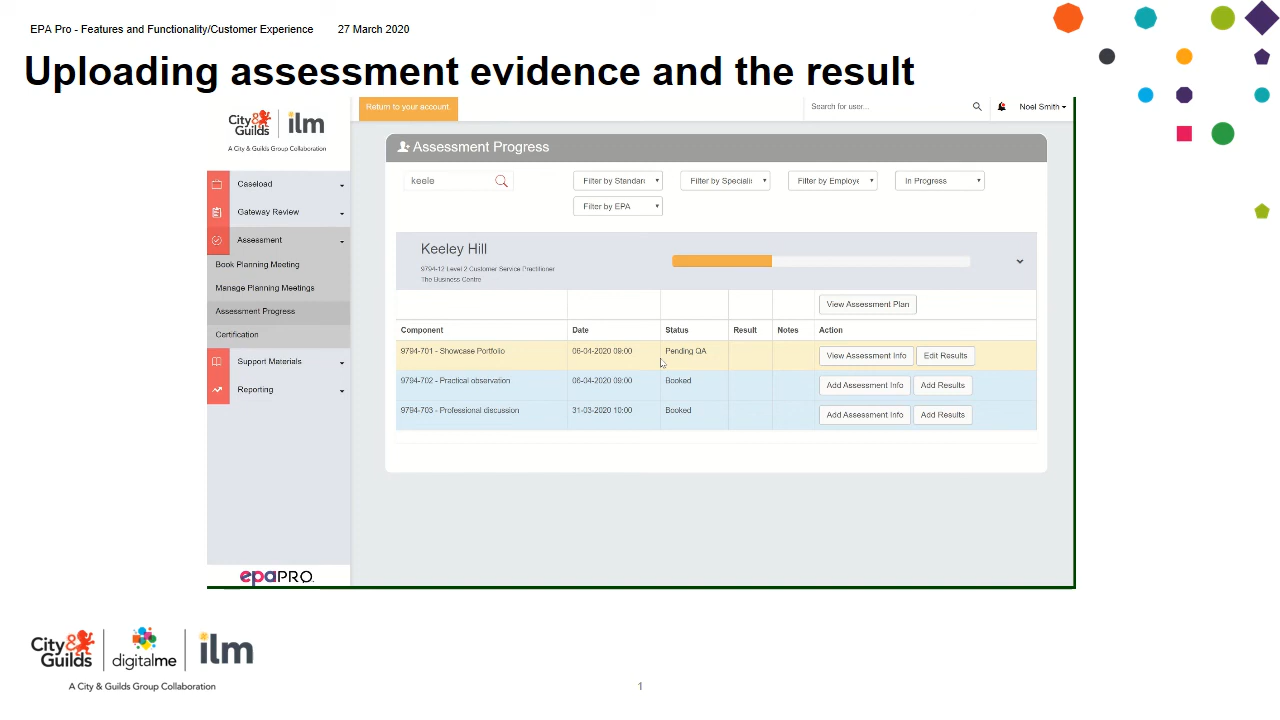 EPA Pro - Features and Functionality/Customer Experience 27 March 2020
Uploading assessment evidence and the result
City & Guilds ilm
A City & Guilds Group Collaboration
Return to your account.
Search for user...
Noel Smith
Caseload
Gateway Review
Assessment
Book Planning Meeting
Manage Planning Meetings
Assessment Progress
Certification
Support Materials
Reporting
epaPRO.
Assessment Progress
keele
Filter by Standar
Filter by Specialis
Filter by Employe
In Progress
Filter by EPA
Keeley Hill
9794-12 Level 2 Customer Service Practitioner
The Business Centre
View Assessment Plan
Component Date Status Result Notes Action
9794-701 - Showcase Portfolio 06-04-2020 09:00 Pending QA View Assessment Info Edit Results
9794-702 - Practical observation 06-04-2020 09:00 Booked Add Assessment Info Add Results
9794-703 - Professional discussion 31-03-2020 10:00 Booked Add Assessment Info Add Results
City & Guilds digitalme ilm
A City & Guilds Group Collaboration
1